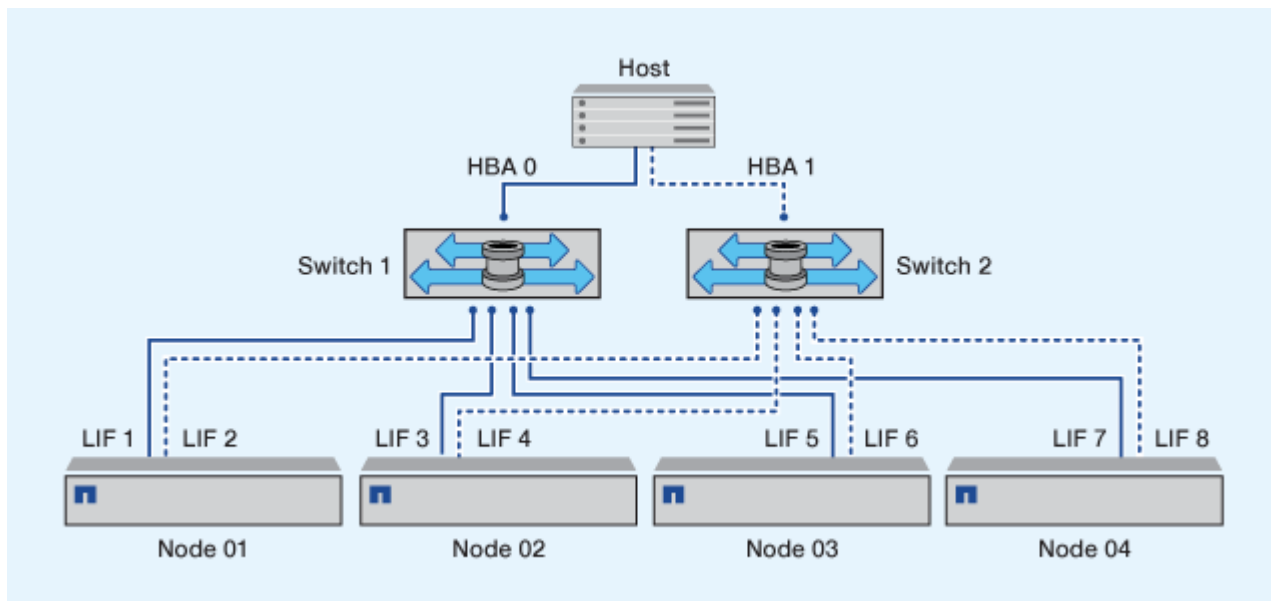 Host
HBA 0
HBA 1
Switch 1
Switch 2
LIF 1
LIF 2
LIF 3
LIF 4
LIF 5
LIF 6
LIF 7
LIF 8
Node 01
Node 02
Node 03
Node 04